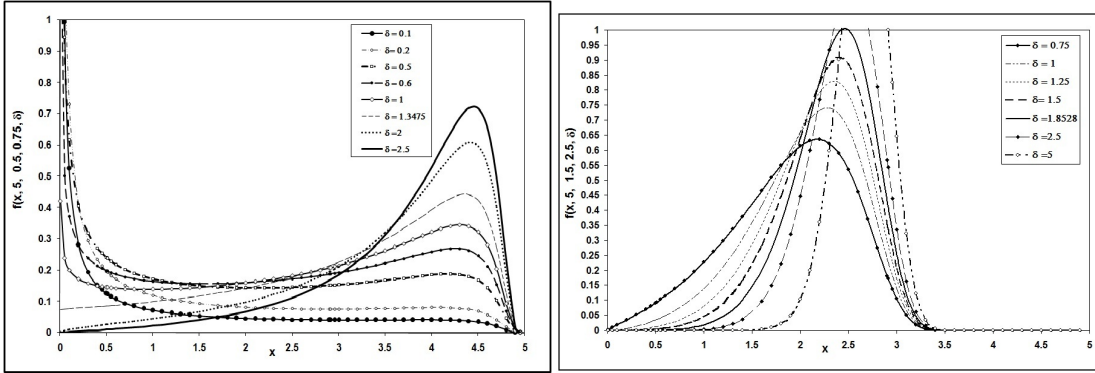 f(x, 5, 0.5, 0.75, δ)
1
0.9
0.8
0.7
0.6
0.5
0.4
0.3
0.2
0.1
0
δ = 0.1
δ= 0.2
δ = 0.5
δ = 0.6
δ = 1
δ = 1.3475
δ =2
δ =2.5
0 0.5 1 1.5 2 2.5 3 3.5 4 4.5 5
x
f(x, 5, 1.5, 2.5, δ)
1
0.95
0.9
0.85
0.8
0.75
0.7
0.65
0.6
0.55
0.5
0.45
0.4
0.35
0.3
0.25
0.2
0.15
0.1
0.05
0
δ = 0.75
δ = 1
δ = 1.25
δ= 1.5
δ =1.8528
δ =2.5
δ =5
0 0.5 1 1.5 2 2.5 3 3.5 4 4.5 5
x